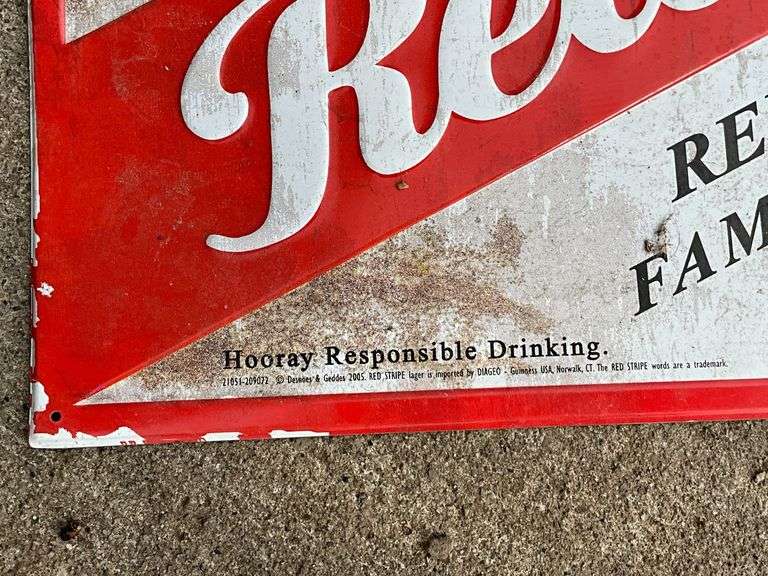 Red
RE
FAM
Hooray Responsible Drinking.
21051-209072 © Desnoes & Geddes 2005. RED STRIPE lager is imported by DIAGEO - Guinness USA, Norwalk, CT. The RED STRIPE words are a trademark.